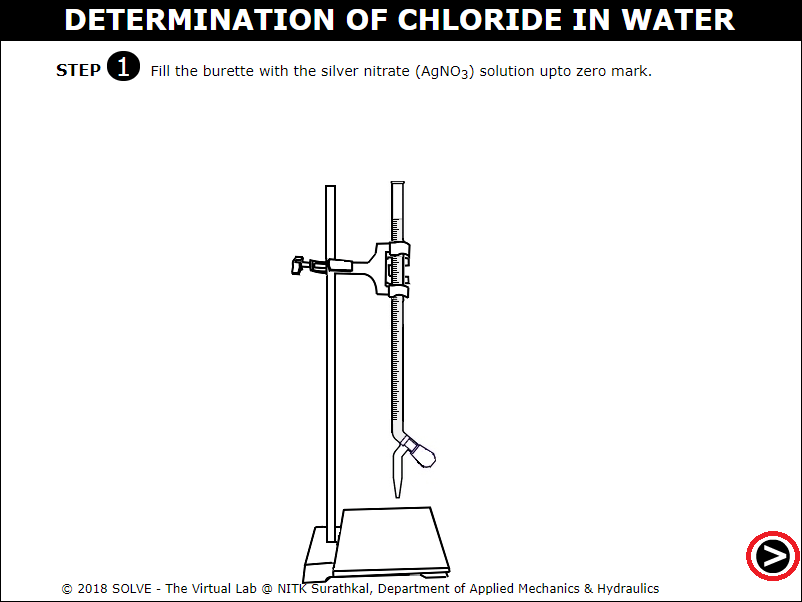 DETERMINATION OF CHLORIDE IN WATER
STEP 1 Fill the burette with the silver nitrate (AgNO₃) solution upto zero mark.
© 2018 SOLVE - The Virtual Lab @ NITK Surathkal, Department of Applied Mechanics & Hydraulics